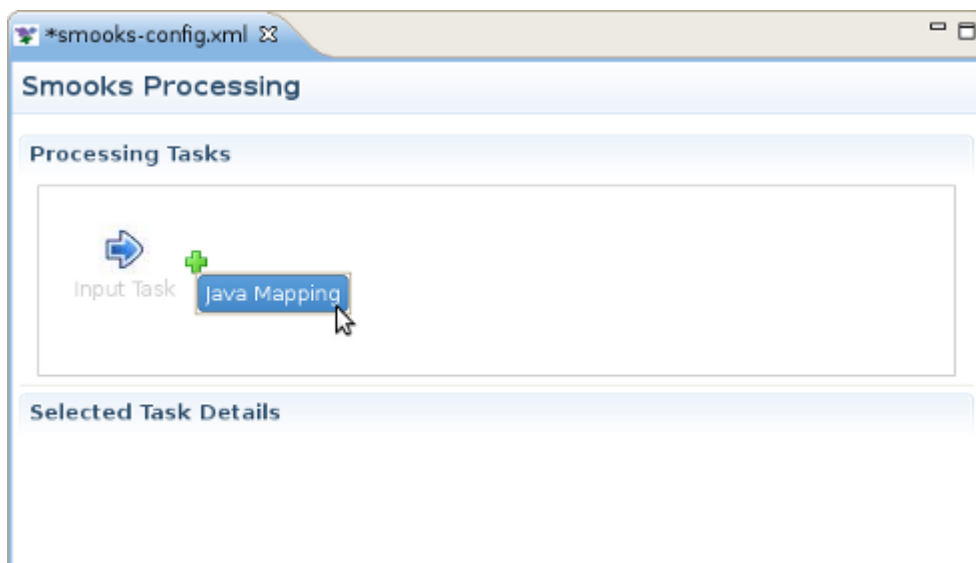 *smooks-config.xml
Smooks Processing
Processing Tasks
Input Task
Java Mapping
Selected Task Details